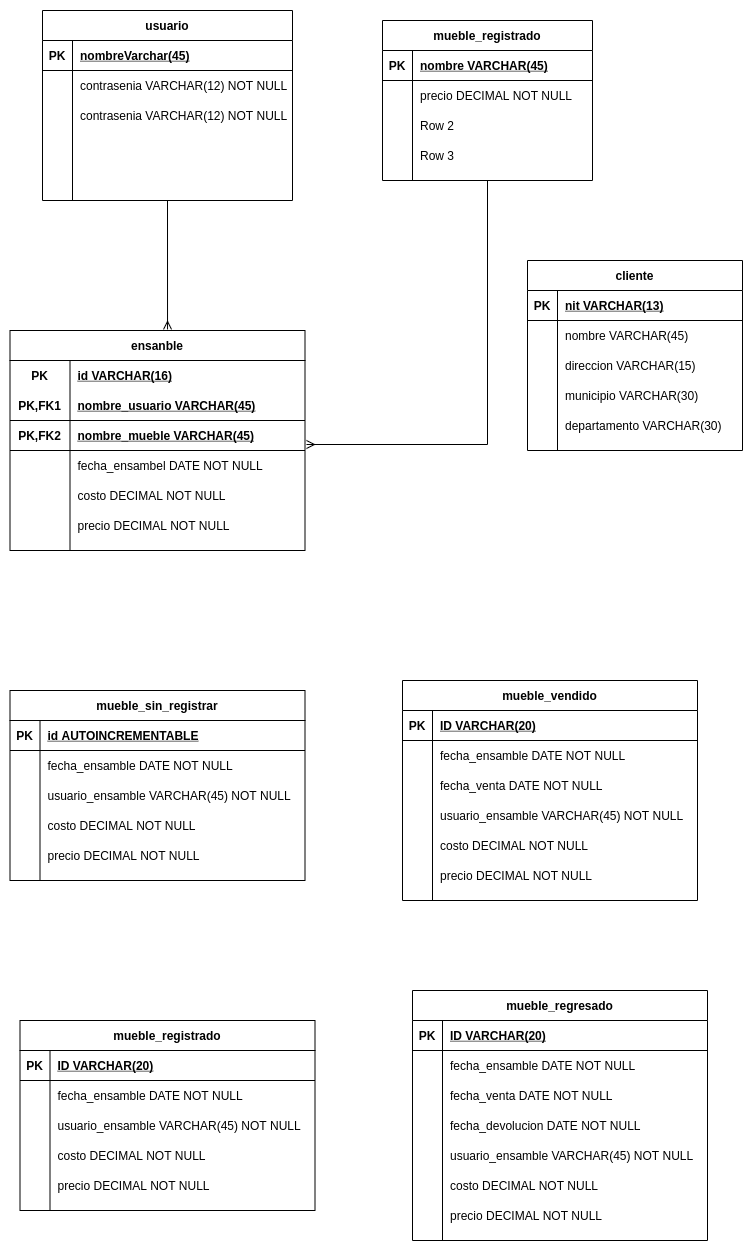 usuario
PK nombreVarchar(45)
contrasenia VARCHAR(12) NOT NULL
contrasenia VARCHAR(12) NOT NULL
mueble_registrado
PK nombre VARCHAR(45)
precio DECIMAL NOT NULL
Row 2
Row 3
cliente
PK nit VARCHAR(13)
nombre VARCHAR(45)
direccion VARCHAR(15)
municipio VARCHAR(30)
departamento VARCHAR(30)
ensanble
PK id VARCHAR(16)
PK,FK1 nombre_usuario VARCHAR(45)
PK,FK2 nombre_mueble VARCHAR(45)
fecha_ensambel DATE NOT NULL
costo DECIMAL NOT NULL
precio DECIMAL NOT NULL
mueble_sin_registrar
PK id AUTOINCREMENTABLE
fecha_ensamble DATE NOT NULL
usuario_ensamble VARCHAR(45) NOT NULL
costo DECIMAL NOT NULL
precio DECIMAL NOT NULL
mueble_vendido
PK ID VARCHAR(20)
fecha_ensamble DATE NOT NULL
fecha_venta DATE NOT NULL
usuario_ensamble VARCHAR(45) NOT NULL
costo DECIMAL NOT NULL
precio DECIMAL NOT NULL
mueble_registrado
PK ID VARCHAR(20)
fecha_ensamble DATE NOT NULL
usuario_ensamble VARCHAR(45) NOT NULL
costo DECIMAL NOT NULL
precio DECIMAL NOT NULL
mueble_regresado
PK ID VARCHAR(20)
fecha_ensamble DATE NOT NULL
fecha_venta DATE NOT NULL
fecha_devolucion DATE NOT NULL
usuario_ensamble VARCHAR(45) NOT NULL
costo DECIMAL NOT NULL
precio DECIMAL NOT NULL